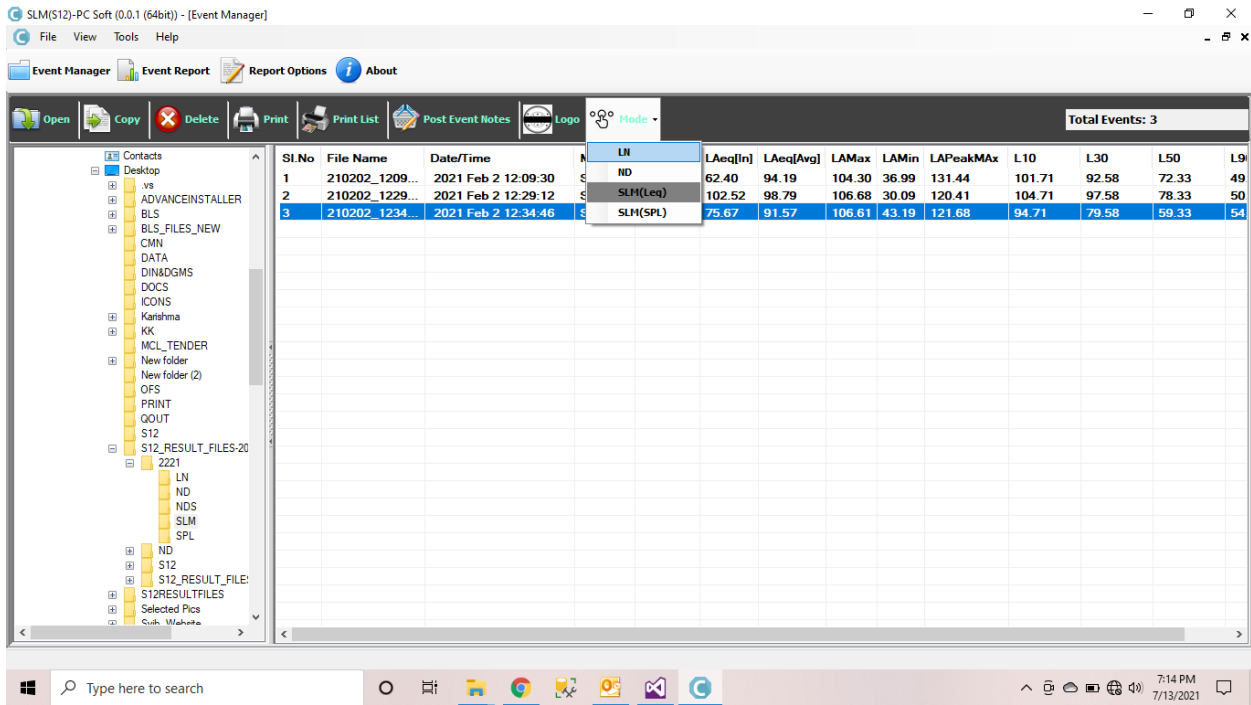 SLM(S12)-PC Soft (0.0.1 (64bit)) - [Event Manager]
File View Tools Help
Event Manager Event Report Report Options About
Open Copy Delete Print Print List Post Event Notes Logo Mode Total Events: 3
LN
ND
SLM(Leq)
SLM(SPL)
Contacts
Desktop
.vs
ADVANCEINSTALLER
BLS
BLS_FILES_NEW
CMN
DATA
DIN&DGMS
DOCS
ICONS
Karishma
KK
MCL_TENDER
New folder
New folder (2)
OFS
PRINT
QOUT
S12
S12_RESULT_FILES-20
2221
LN
ND
NDS
SLM
SPL
ND
S12
S12_RESULT_FILES
S12RESULTFILES
Selected Pics
SI.No File Name Date/Time LAeq[In] LAeq[Avg] LAMax LAMin LAPeakMAx L10 L30 L50 L9
1 210202_1209... 2021 Feb 2 12:09:30 S 62.40 94.19 104.30 36.99 131.44 101.71 92.58 72.33 49.
2 210202_1229... 2021 Feb 2 12:29:12 S 102.52 98.79 106.68 30.09 120.41 104.71 97.58 78.33 50.
3 210202_1234... 2021 Feb 2 12:34:46 S 75.67 91.57 106.61 43.19 121.68 94.71 79.58 59.33 54
Type here to search
7:14 PM
7/13/2021